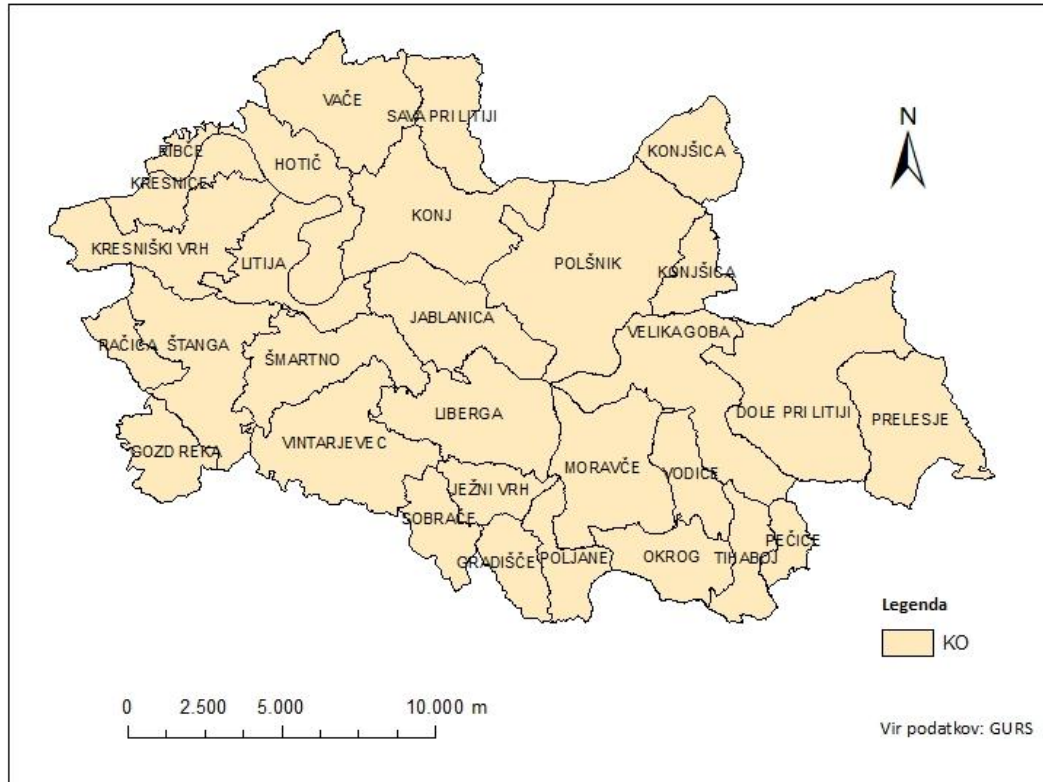 VAČE
SAVA PRI LITIJI
N
RIBČE
HOTIČ
KONJŠICA
KRESNICE
KONJ
KRESNIŠKI VRH
LITIJA
POLŠNIK
KONJŠICA
JABLANICA
VELIKA GOBA
RAČICA
ŠTANGA
ŠMARTNO
LIBERGA
DOLE PRI LITIJI
PRELESJE
GOZD REKA
VINTARJEVEC
MORAVČE
VODICE
JEŽNI VRH
SOBRAČE
PEČICE
GRADIŠČE
POLJANE
OKROG
TIHABOJ
Legenda
KO
0 2.500 5.000 10.000 m
Vir podatkov: GURS